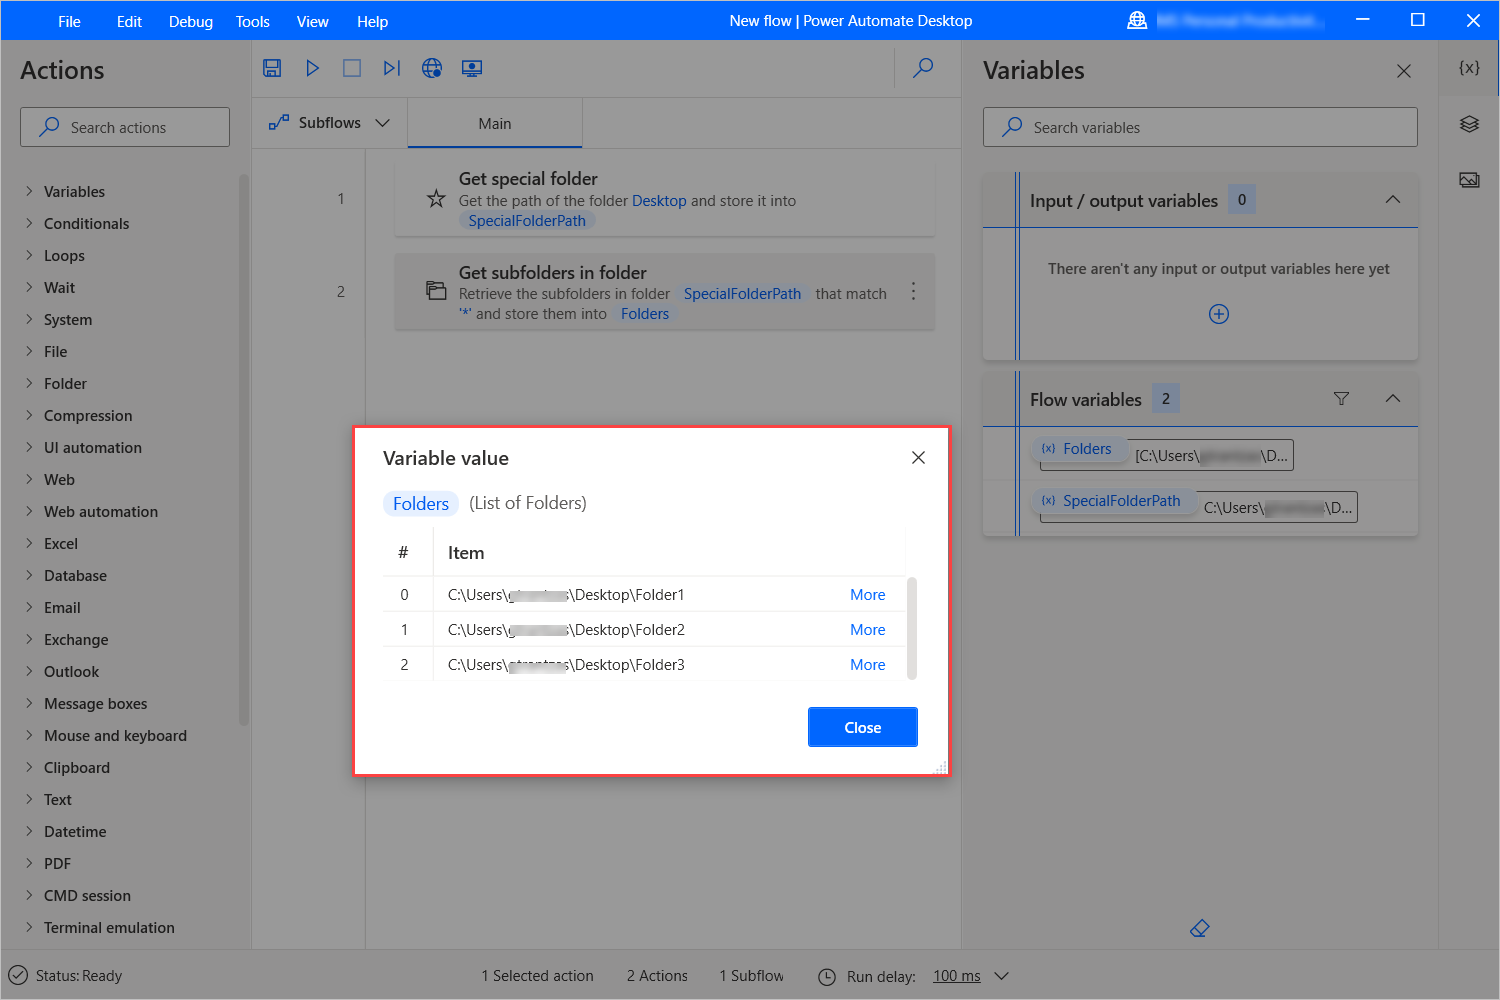 File Edit Debug Tools View Help
New flow | Power Automate Desktop
Actions
Search actions
Variables
Conditionals
Loops
Wait
System
File
Folder
Compression
UI automation
Web
Web automation
Excel
Database
Email
Exchange
Outlook
Message boxes
Mouse and keyboard
Clipboard
Text
Datetime
PDF
CMD session
Terminal emulation
Subflows
Main
1
Get special folder
Get the path of the folder Desktop and store it into
SpecialFolderPath
2
Get subfolders in folder
Retrieve the subfolders in folder SpecialFolderPath that match
'*' and store them into Folders
Variable value
Folders (List of Folders)
# Item
0 C:\Users\ \Desktop\Folder1 More
1 C:\Users\ \Desktop\Folder2 More
2 C:\Users\ \Desktop\Folder3 More
Close
Variables
{x}
Search variables
Input / output variables 0
There aren't any input or output variables here yet
Flow variables 2
{x} Folders [C:\Users\ \D...
{x} SpecialFolderPath C:\Users\ \D...
Status: Ready
1 Selected action
2 Actions
1 Subflow
Run delay: 100 ms